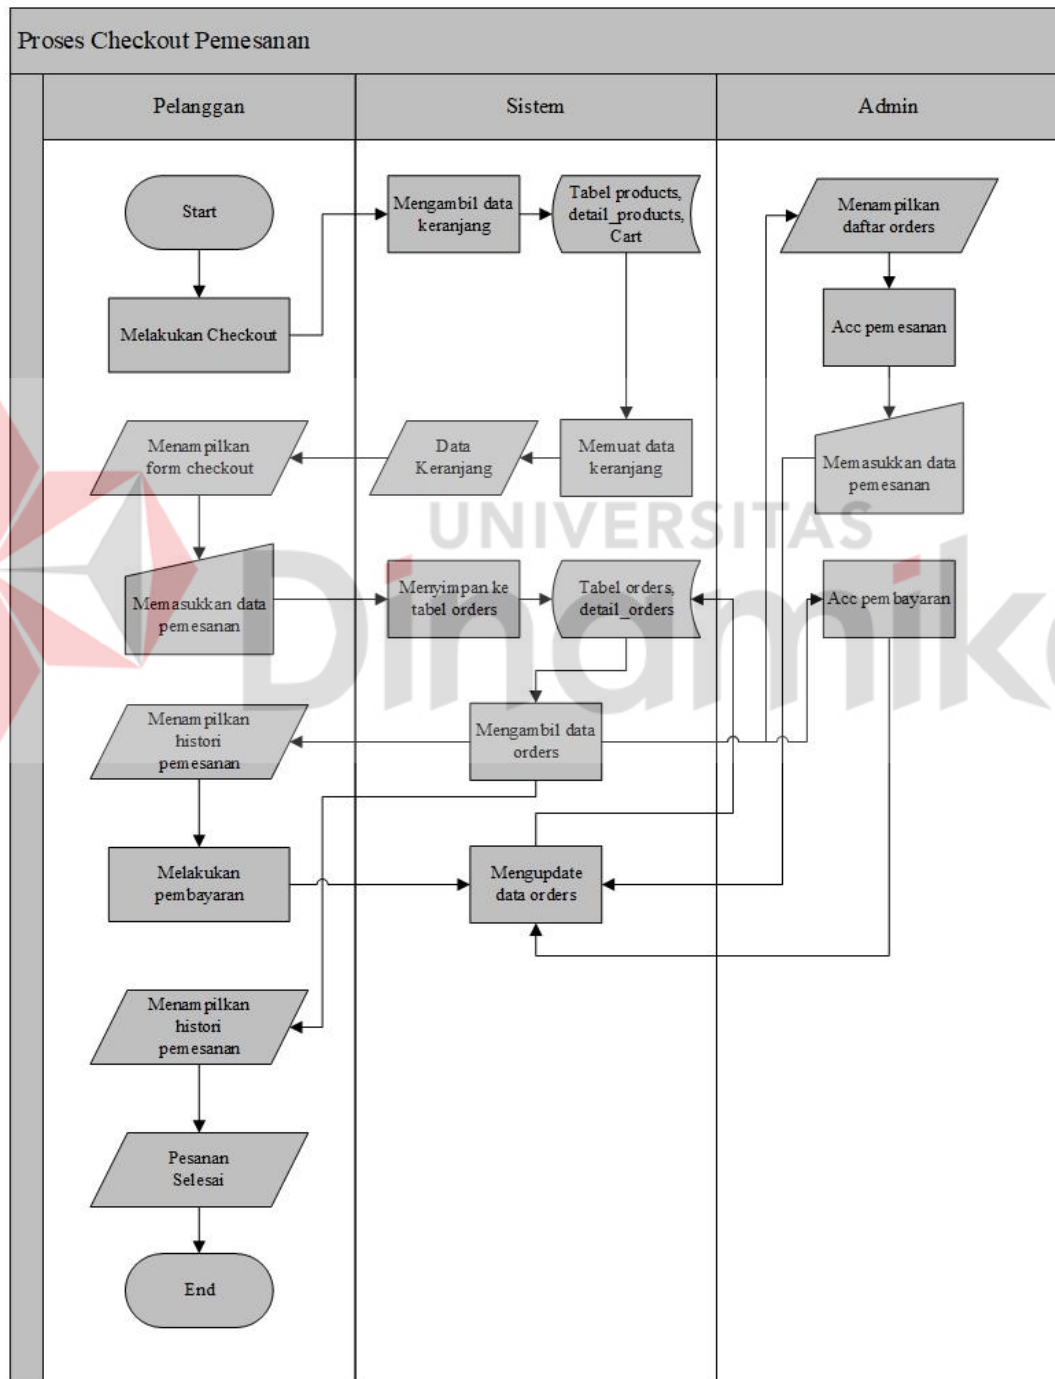 Proses Checkout Pemesanan
Pelanggan
Sistem
Admin
Start
Mengambil data
keranjang
Tabel products,
detail_products,
Cart
Menampilkan
daftar orders
Melakukan Checkout
Acc pemesanan
Menampilkan
form checkout
Data
Keranjang
Memuat data
keranjang
Memasukkan data
pemesanan
UNIVERSITAS
Dinamika
Memasukkan data
pemesanan
Menyimpan ke
tabel orders
Tabel orders,
detail_orders
Acc pembayaran
Menampilkan
histori
pemesanan
Mengambil data
orders
Melakukan
pembayaran
Mengupdate
data orders
Menampilkan
histori
pemesanan
Pesanan
Selesai
End